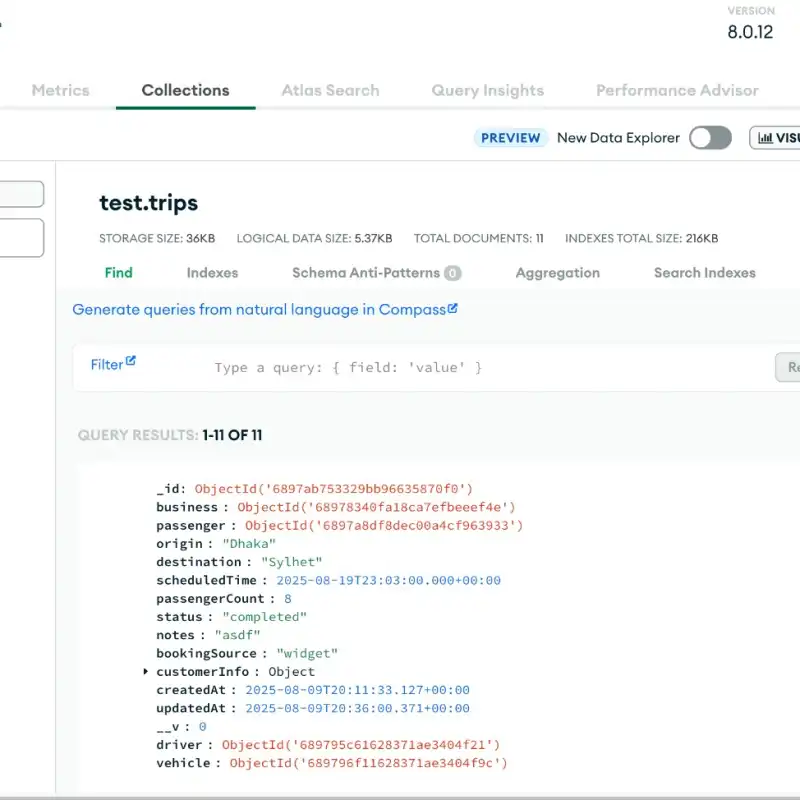 VERSION
8.0.12
Metrics Collections Atlas Search Query Insights Performance Advisor
PREVIEW New Data Explorer
test.trips
STORAGE SIZE: 36KB LOGICAL DATA SIZE: 5.37KB TOTAL DOCUMENTS: 11 INDEXES TOTAL SIZE: 216KB
Find Indexes Schema Anti-Patterns 0 Aggregation Search Indexes
Generate queries from natural language in Compass
Filter Type a query: { field: 'value' }
QUERY RESULTS: 1-11 OF 11
_id: ObjectId('6897ab753329bb96635870f0')
business : ObjectId('68978340fa18ca7efbeeef4e')
passenger : ObjectId('6897a8df8dec00a4cf963933')
origin : "Dhaka"
destination : "Sylhet"
scheduledTime : 2025-08-19T23:03:00.000+00:00
passengerCount : 8
status : "completed"
notes : "asdf"
bookingSource : "widget"
customerInfo : Object
createdAt : 2025-08-09T20:11:33.127+00:00
updatedAt : 2025-08-09T20:36:00.371+00:00
__v : 0
driver : ObjectId('689795c61628371ae3404f21')
vehicle : ObjectId('689796f11628371ae3404f9c')